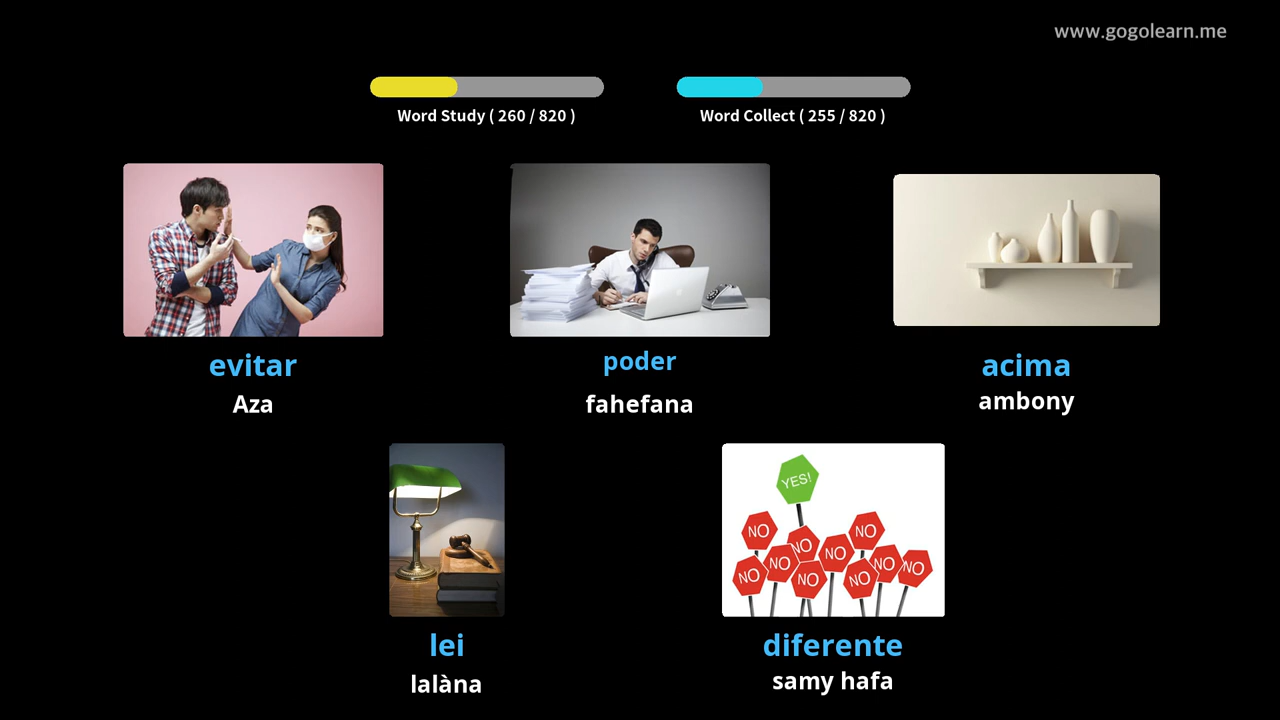 www.gogolearn.me
Word Study ( 260 / 820 )
Word Collect ( 255 / 820 )
evitar
Aza
poder
fahefana
acima
ambony
YES!
NO
NO
NO
NO
NO
NO
NO
NO
NO
NO
lei
lalàna
diferente
samy hafa